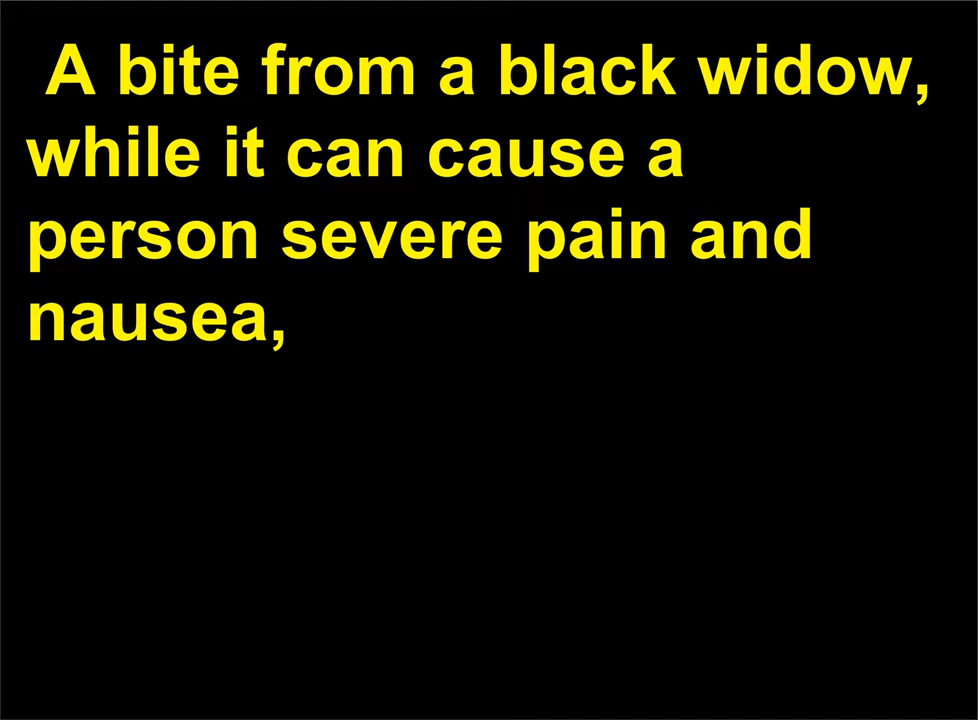 A bite from a black widow,
while it can cause a
person severe pain and
nausea,